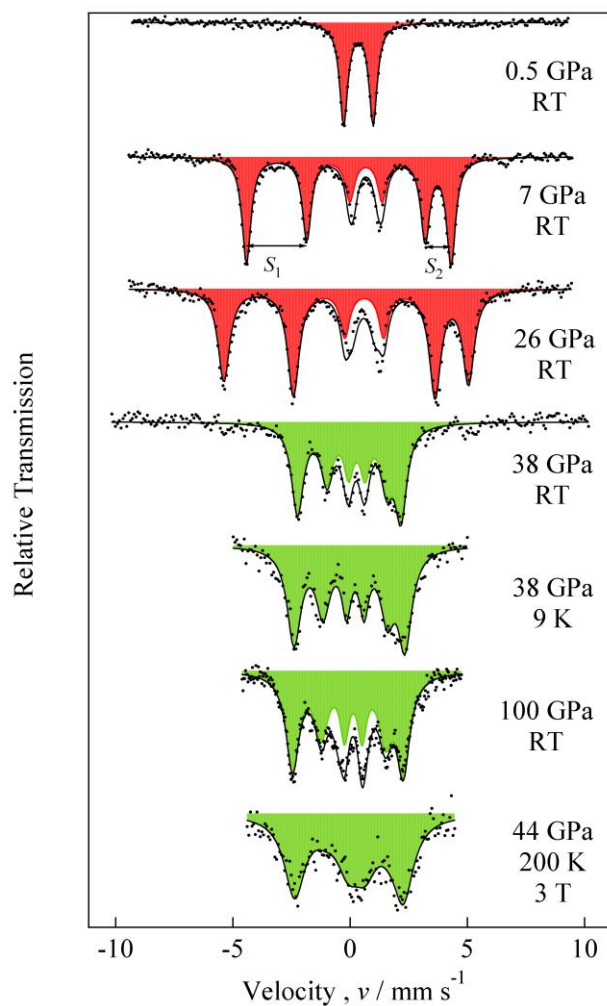 0.5 GPa
RT
7 GPa
RT
S₁
S₂
26 GPa
RT
38 GPa
RT
38 GPa
9 K
100 GPa
RT
44 GPa
200 K
3 T
Relative Transmission
-10 -5 0 5 10
Velocity , v / mm s⁻¹